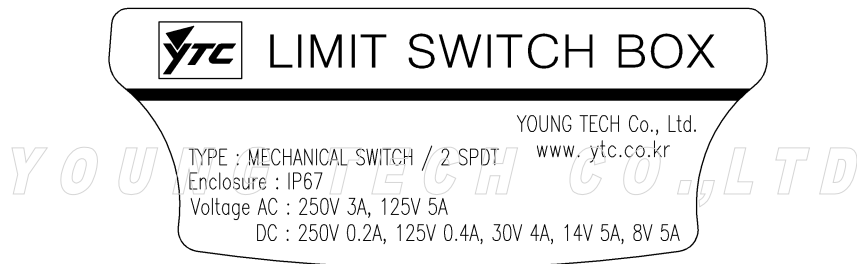 YTC LIMIT SWITCH BOX
YOUNG TECH Co., Ltd.
www. ytc.co.kr
TYPE : MECHANICAL SWITCH / 2 SPDT
Enclosure : IP67
Voltage AC : 250V 3A, 125V 5A
DC : 250V 0.2A, 125V 0.4A, 30V 4A, 14V 5A, 8V 5A
YOUNG TECH CO.,LTD